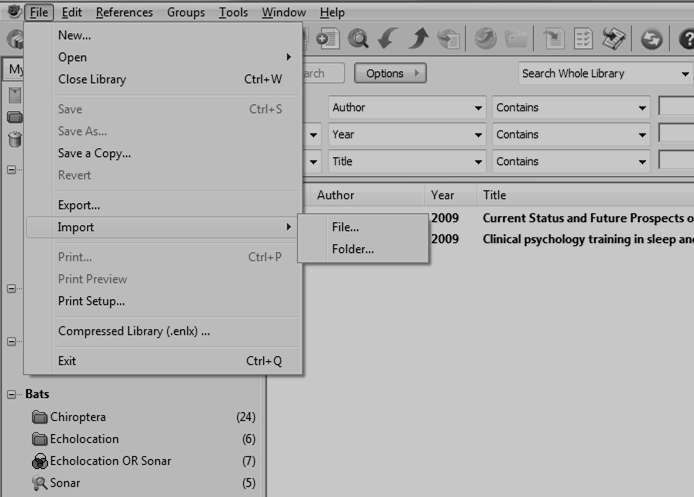 File Edit References Groups Tools Window Help
New...
Open
Close Library Ctrl+W
Save Ctrl+S
Save As...
Save a Copy...
Revert
Export...
Import
File...
Folder...
Print... Ctrl+P
Print Preview
Print Setup...
Compressed Library (.enlx) ...
Exit Ctrl+Q
My
arch Options Search Whole Library
Author Contains
Year Contains
Title Contains
Author Year Title
2009 Current Status and Future Prospects o
2009 Clinical psychology training in sleep an
Bats
Chiroptera (24)
Echolocation (6)
Echolocation OR Sonar (7)
Sonar (5)